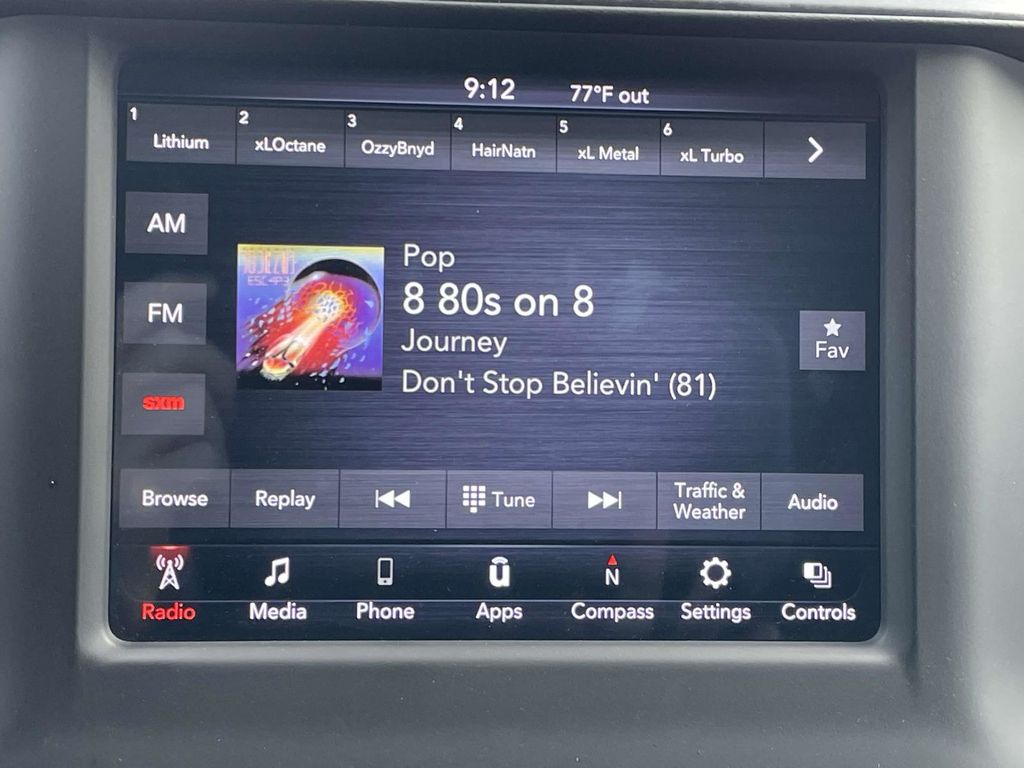 9:12 77°F out
1 Lithium
2 xLOctane
3 OzzyBnyd
4 HairNatn
5 xL Metal
6 xL Turbo
AM
Pop
8 80s on 8
FM
Journey
Fav
Don't Stop Believin' (81)
sxm
Browse
Replay
Tune
Traffic &
Weather
Audio
N
Radio
Media
Phone
Apps
Compass
Settings
Controls